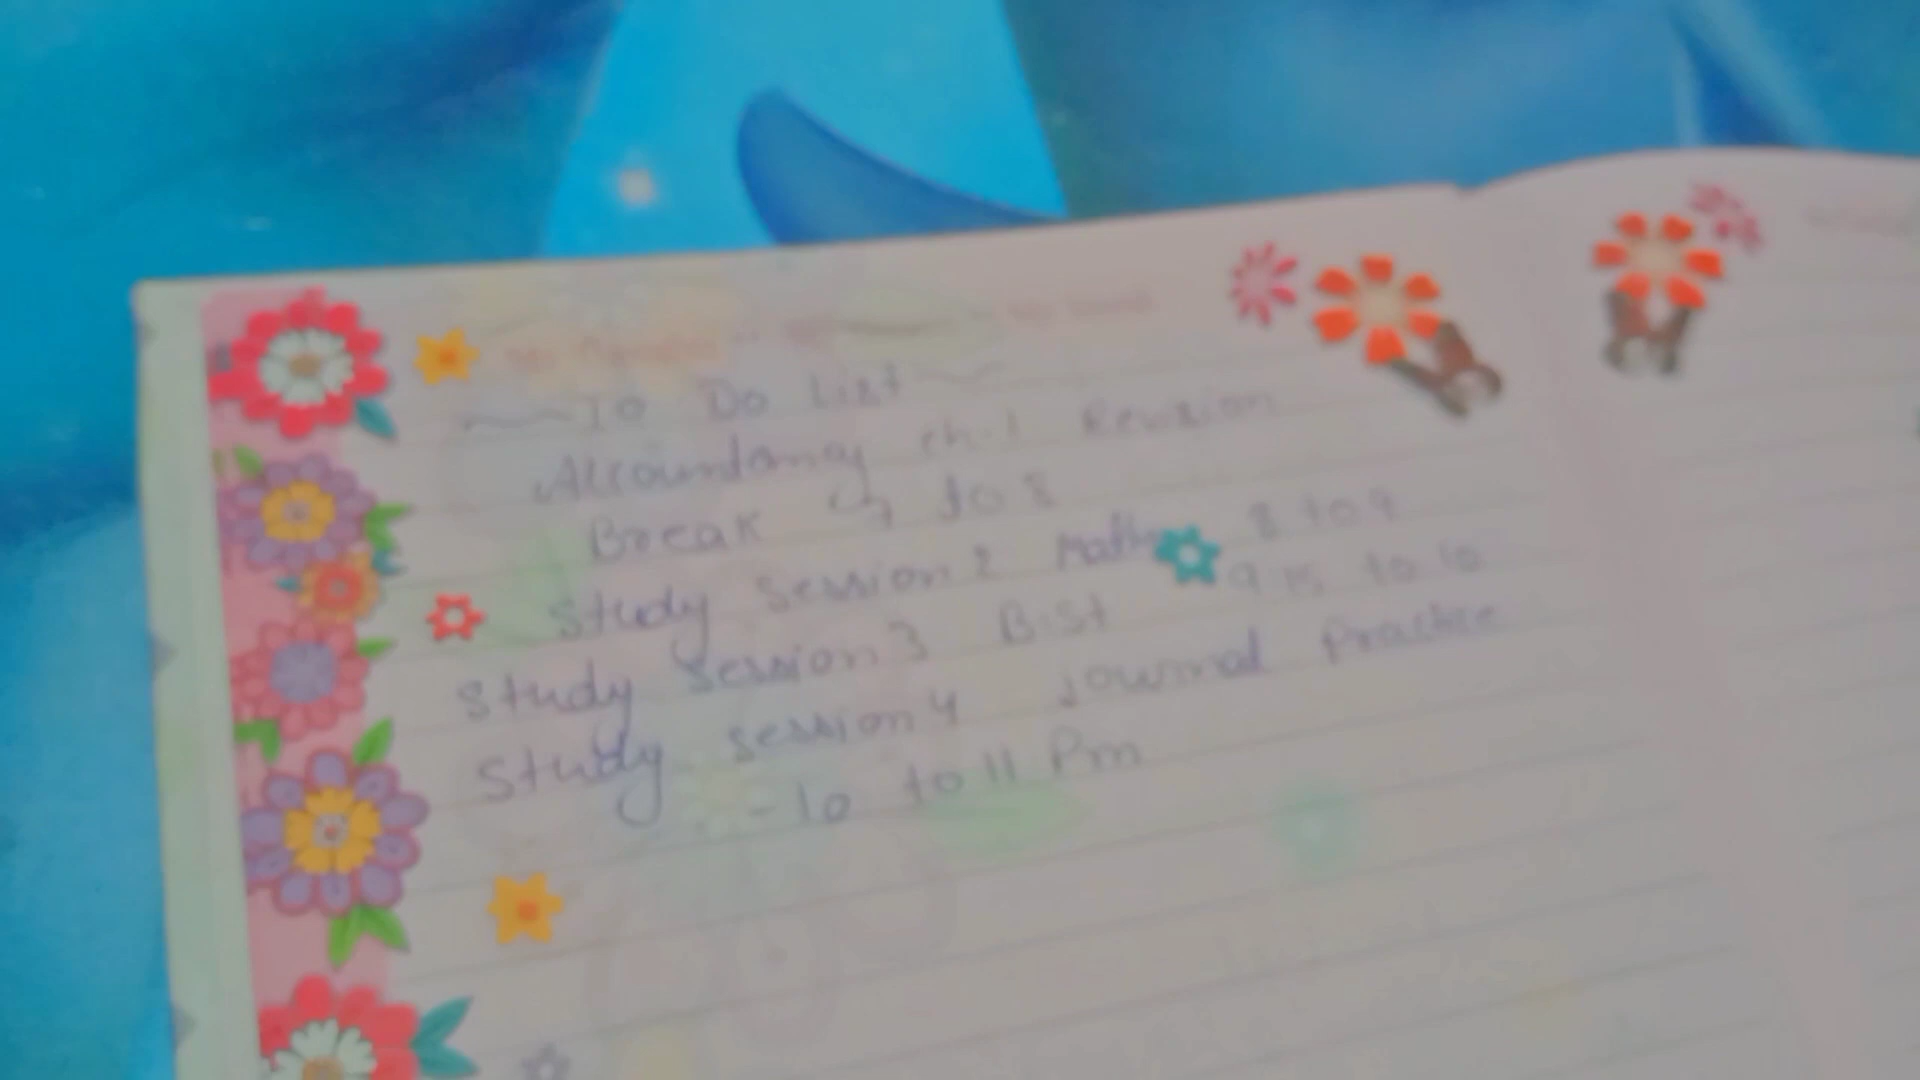 To Do List
Accountancy ch.1 Revision
Break 7 to 8
Study Session 2 Maths 8 to 9
Study Session 3 B.St 9 15 to 10
Study session 4 Journal Practice
- 10 to 11 Pm